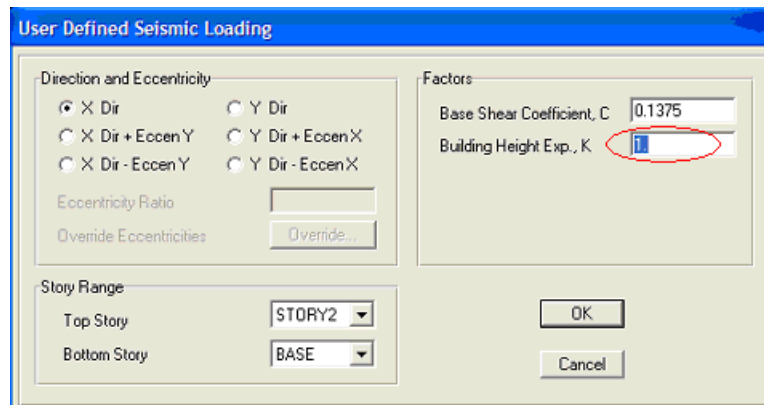 User Defined Seismic Loading
Direction and Eccentricity
X Dir
Y Dir
X Dir + Eccen Y
Y Dir + Eccen X
X Dir - Eccen Y
Y Dir - Eccen X
Eccentricity Ratio
Override Eccentricities
Override...
Factors
Base Shear Coefficient, C
0.1375
Building Height Exp., K
1.
Story Range
Top Story
STORY2
Bottom Story
BASE
OK
Cancel